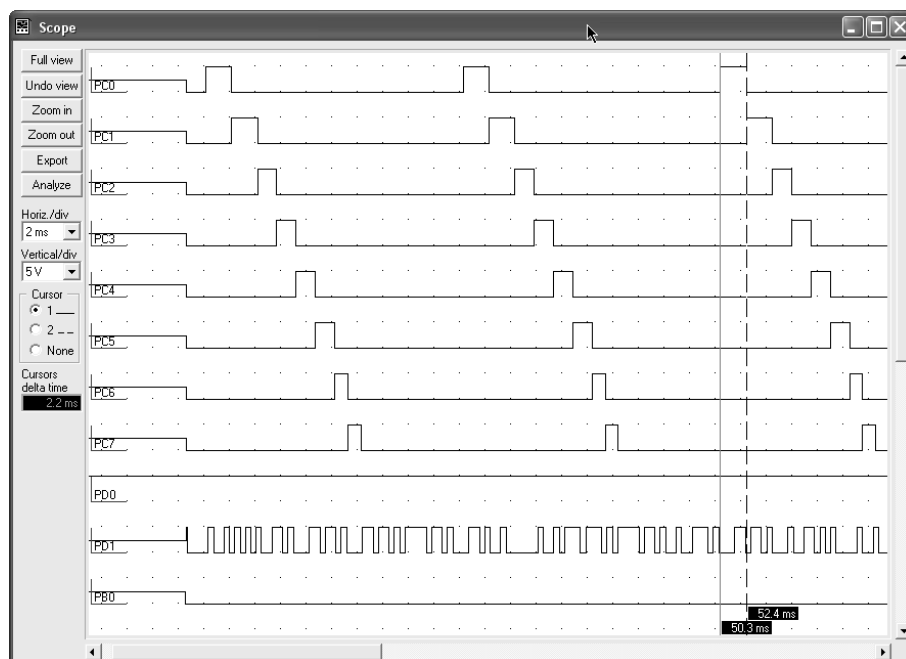 Scope
Full view
Undo view
Zoom in
Zoom out
Export
Analyze
Horiz./div
2 ms
Vertical/div
5 V
Cursor
1
2
None
Cursors
delta time
2.2 ms
PC0
PC1
PC2
PC3
PC4
PC5
PC6
PC7
PD0
PD1
PB0
52.4 ms
50.3 ms